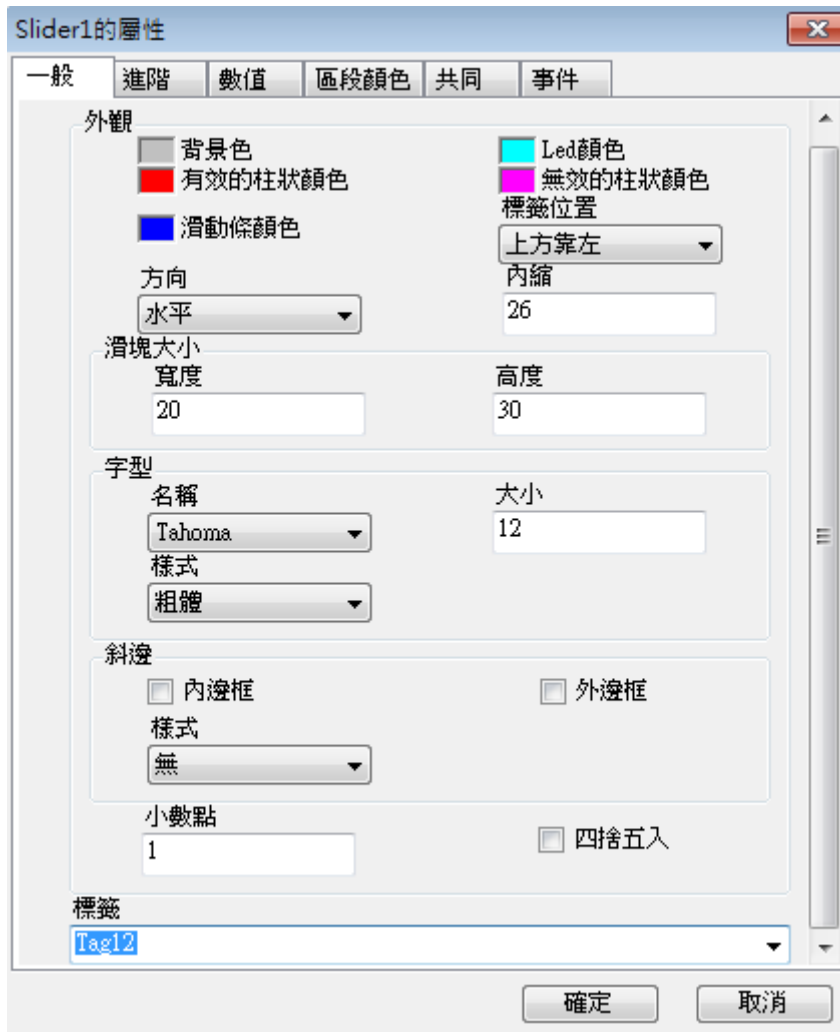 Slider1的屬性
一般 進階 數值 區段顏色 共同 事件
外觀
背景色 Led顏色
有效的柱狀顏色 無效的柱狀顏色
標籤位置
滑動條顏色
上方靠左
方向 內縮
水平 26
滑塊大小
寬度 高度
20 30
字型
名稱 大小
Tahoma 12
樣式
粗體
斜邊
內邊框 外邊框
樣式
無
小數點
1 四捨五入
標籤
Tag12
確定 取消